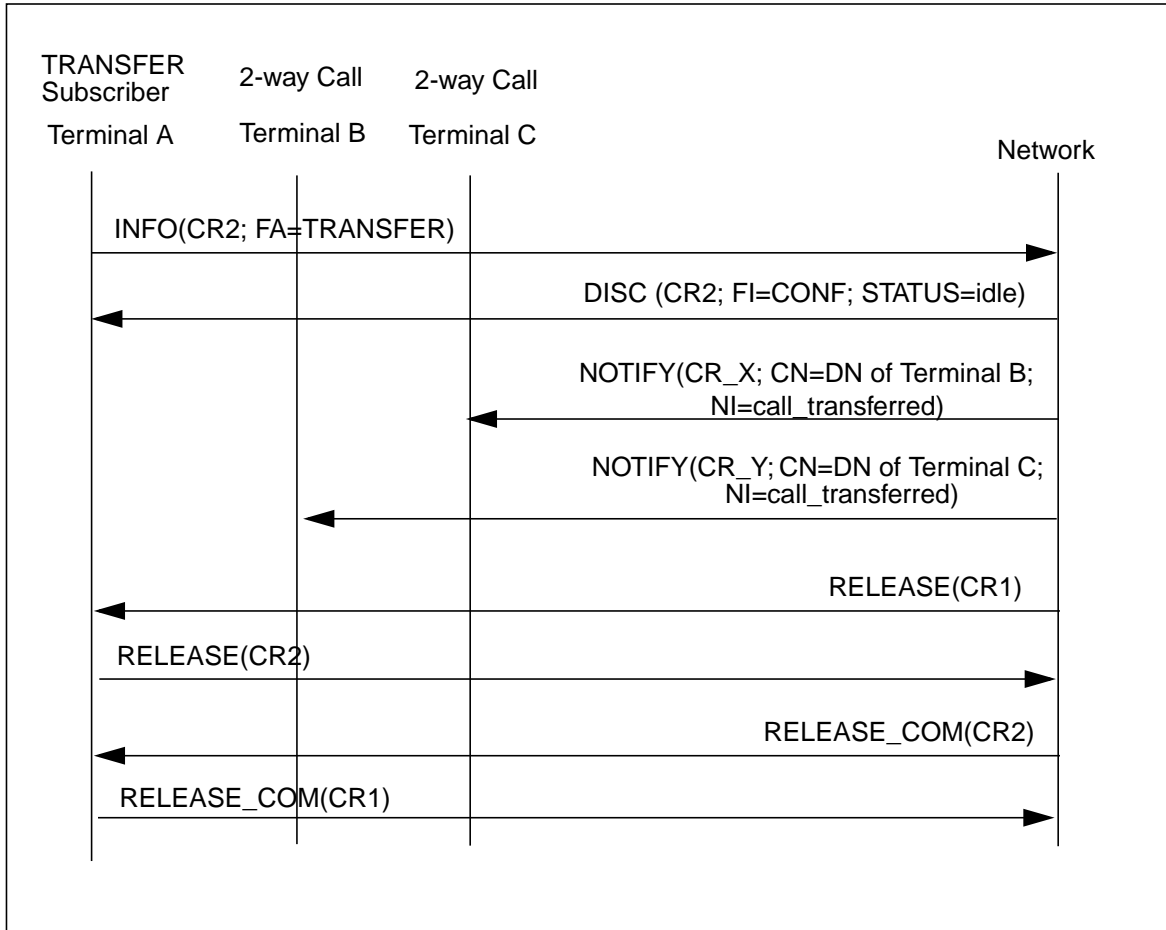 TRANSFER
Subscriber
2-way Call
2-way Call
Terminal A
Terminal B
Terminal C
Network
INFO(CR2; FA=TRANSFER)
DISC (CR2; FI=CONF; STATUS=idle)
NOTIFY(CR_X; CN=DN of Terminal B;
NI=call_transferred)
NOTIFY(CR_Y; CN=DN of Terminal C;
NI=call_transferred)
RELEASE(CR1)
RELEASE(CR2)
RELEASE_COM(CR2)
RELEASE_COM(CR1)